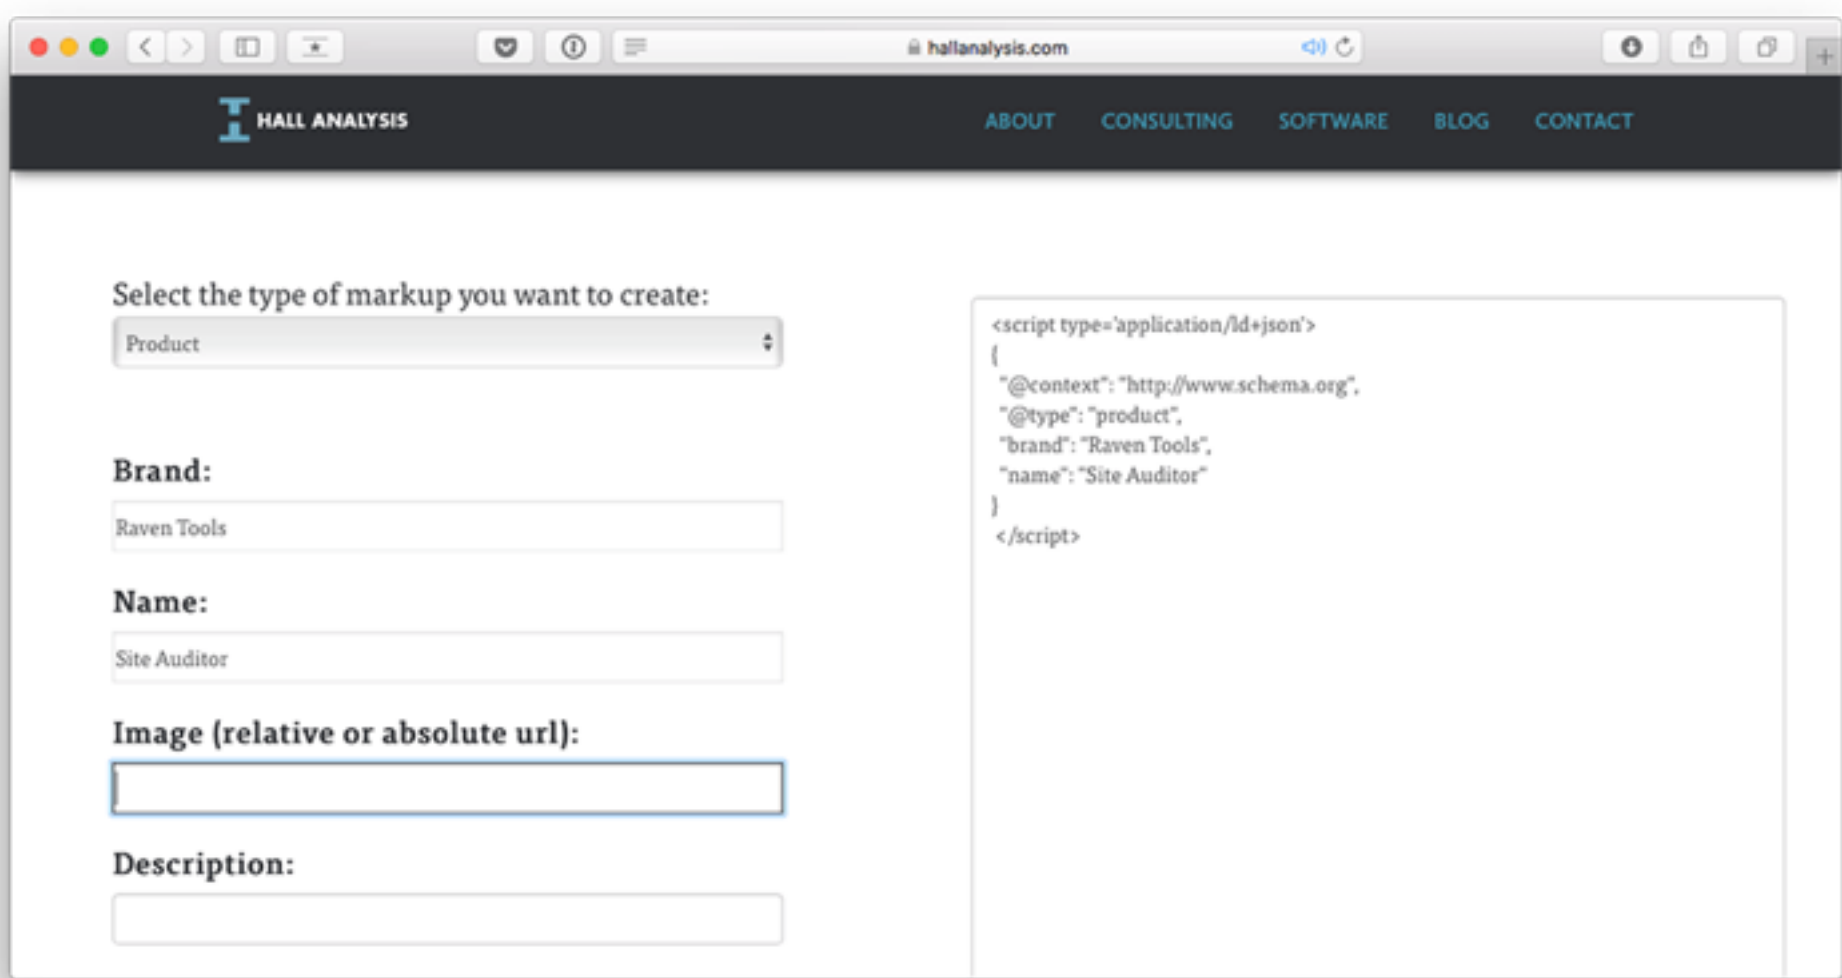 hallanalysis.com
HALL ANALYSIS
ABOUT CONSULTING SOFTWARE BLOG CONTACT
Select the type of markup you want to create:
Product
Brand:
Raven Tools
Name:
Site Auditor
Image (relative or absolute url):
Description:
<script type='application/ld+json'>
{
"@context": "http://www.schema.org",
"@type": "product",
"brand": "Raven Tools",
"name": "Site Auditor"
}
</script>